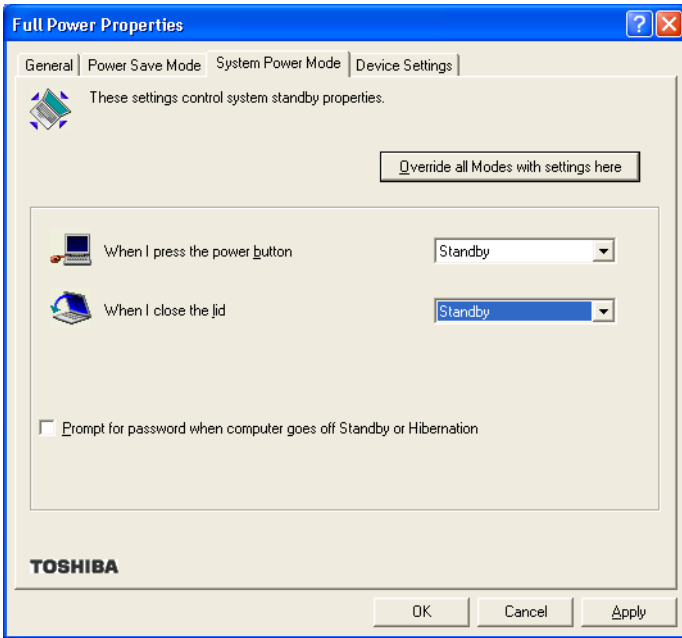 Full Power Properties
General Power Save Mode System Power Mode Device Settings
These settings control system standby properties.
Override all Modes with settings here
When I press the power button Standby
When I close the lid Standby
Prompt for password when computer goes off Standby or Hibernation
TOSHIBA
OK Cancel Apply